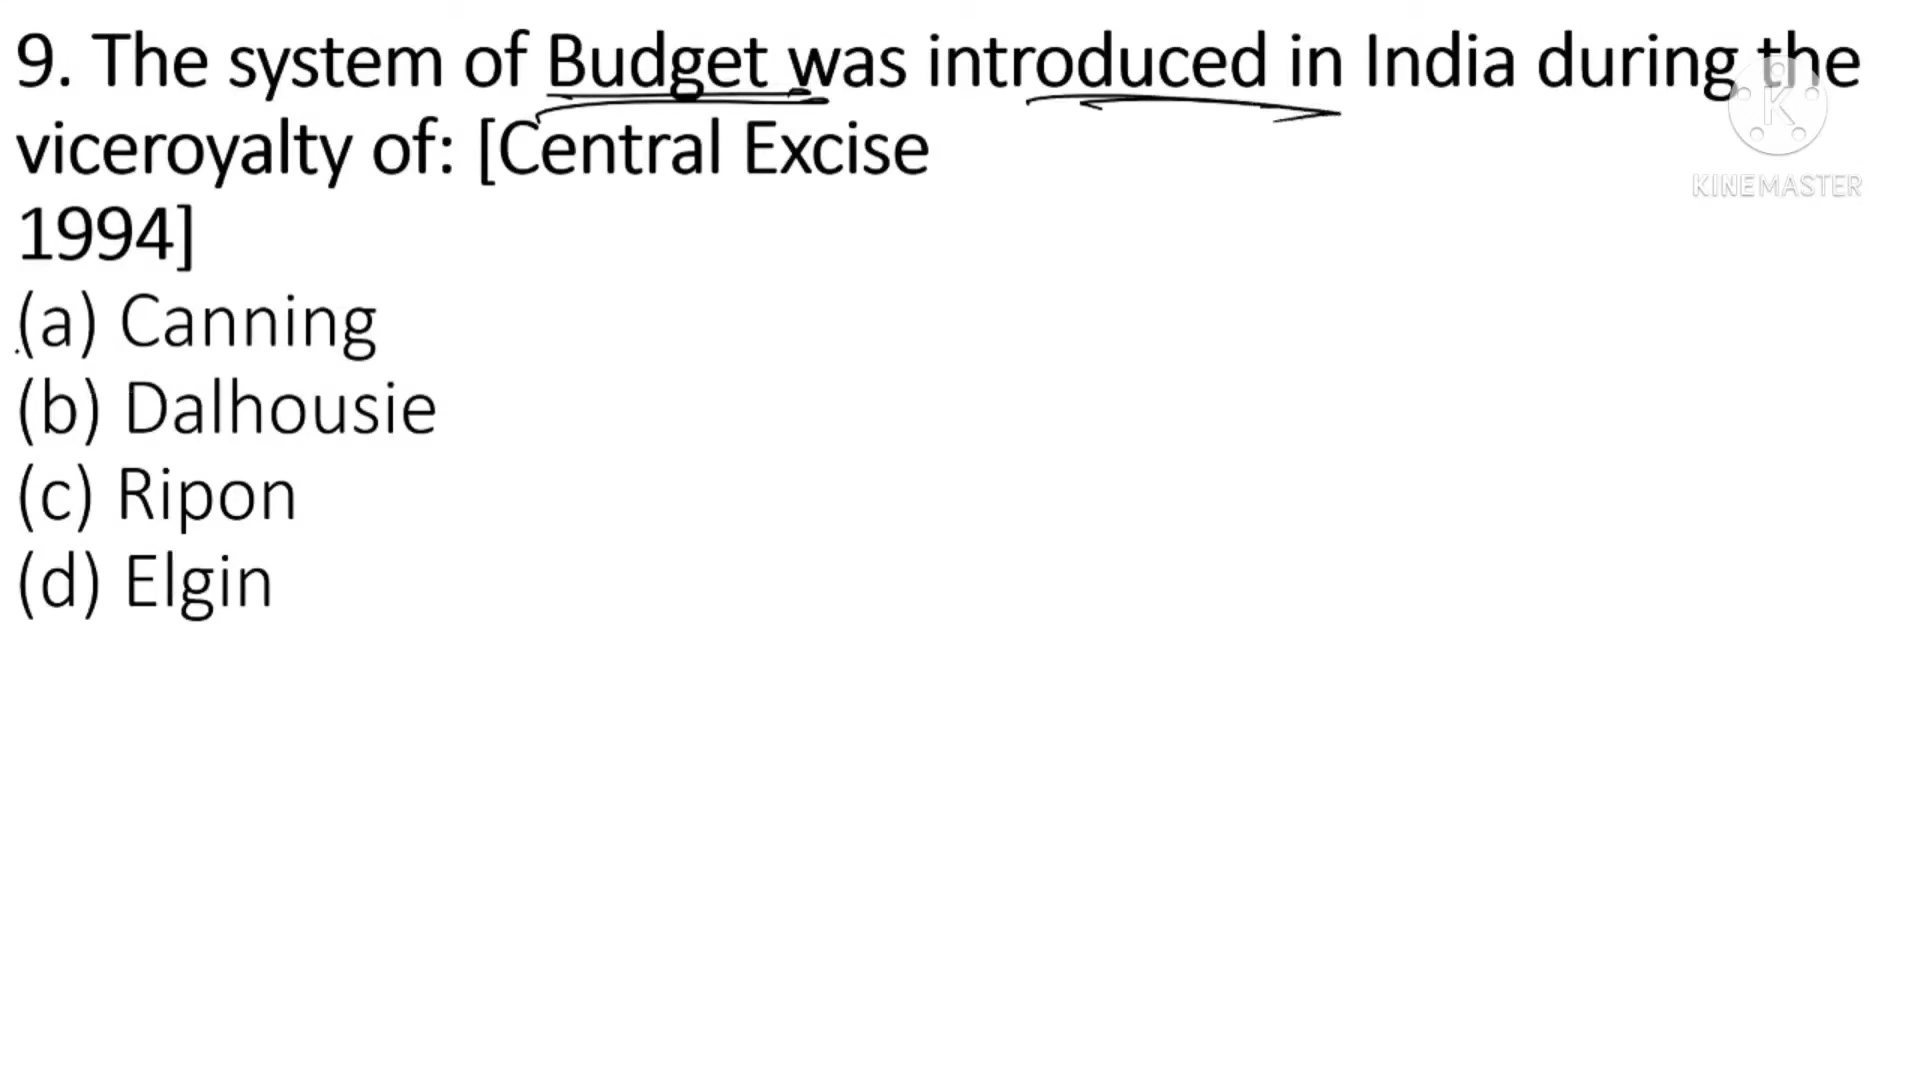 9. The system of Budget was introduced in India during the
viceroyalty of: [Central Excise
1994]
(a) Canning
(b) Dalhousie
(c) Ripon
(d) Elgin
K
KINEMASTER